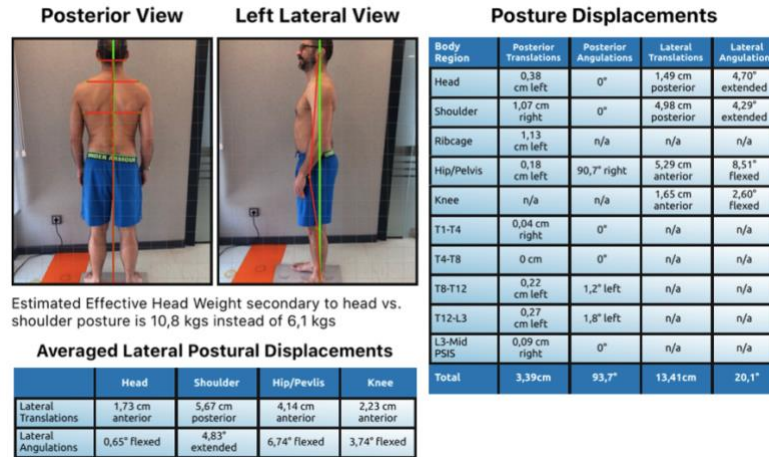 Posterior View
Left Lateral View
UNDER ARMOUR
Estimated Effective Head Weight secondary to head vs.
shoulder posture is 10,8 kgs instead of 6,1 kgs
Averaged Lateral Postural Displacements
Head Shoulder Hip/Pevlis Knee
Lateral Translations 1,73 cm anterior 5,67 cm posterior 4,14 cm anterior 2,23 cm anterior
Lateral Angulations 0,65° flexed 4,83° extended 6,74° flexed 3,74° flexed
Posture Displacements
Body Region Posterior Translations Posterior Angulations Lateral Translations Lateral Angulation
Head 0,38 cm left 0° 1,49 cm posterior 4,70° extended
Shoulder 1,07 cm right 0° 4,98 cm posterior 4,29° extended
Ribcage 1,13 cm left n/a n/a n/a
Hip/Pelvis 0,18 cm left 90,7° right 5,29 cm anterior 8,51° flexed
Knee n/a n/a 1,65 cm anterior 2,60° flexed
T1-T4 0,04 cm right 0° n/a n/a
T4-T8 0 cm 0° n/a n/a
T8-T12 0,22 cm left 1,2° left n/a n/a
T12-L3 0,27 cm left 1,8° left n/a n/a
L3-Mid PSIS 0,09 cm right 0° n/a n/a
Total 3,39cm 93,7° 13,41cm 20,1°